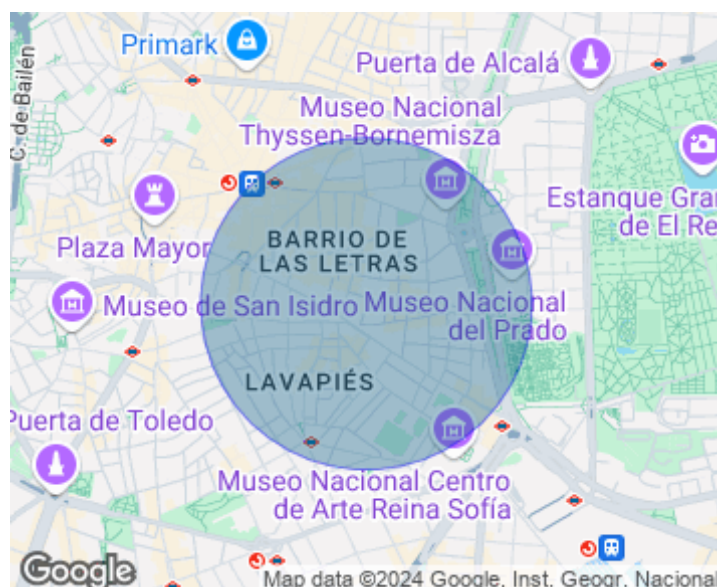 Primark
Puerta de Alcalá
C. de Bailén
Museo Nacional
Thyssen-Bornemisza
Estanque Gran
de El Re
Plaza Mayor
BARRIO DE
LAS LETRAS
Museo de San Isidro
Museo Nacional
del Prado
LAVAPIÉS
Puerta de Toledo
Museo Nacional Centro
de Arte Reina Sofía
Google
Map data ©2024 Google, Inst. Geogr. Nacional